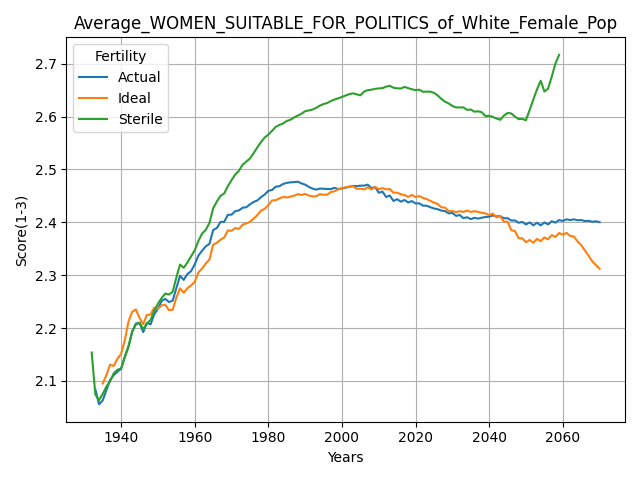 Average_WOMEN_SUITABLE_FOR_POLITICS_of_White_Female_Pop
Fertility
Actual
Ideal
Sterile
Score(1-3)
2.7
2.6
2.5
2.4
2.3
2.2
2.1
1940 1960 1980 2000 2020 2040 2060
Years